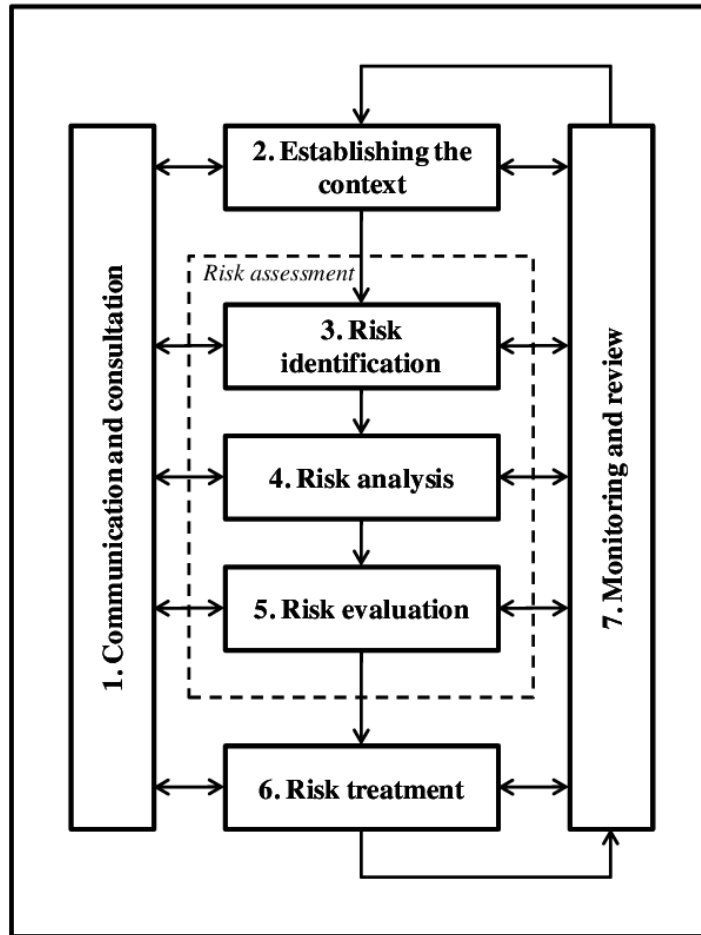 1. Communication and consultation
2. Establishing the
context
Risk assessment
3. Risk
identification
4. Risk analysis
5. Risk evaluation
6. Risk treatment
7. Monitoring and review